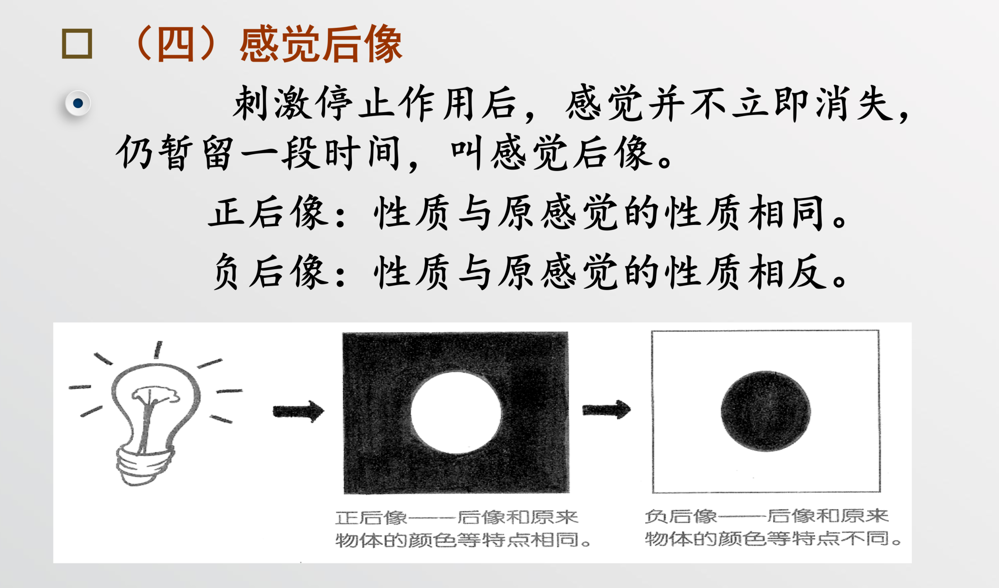 （四）感觉后像
刺激停止作用后，感觉并不立即消失，
仍暂留一段时间，叫感觉后像。
正后像：性质与原感觉的性质相同。
负后像：性质与原感觉的性质相反。
正后像——后像和原来
物体的颜色等特点相同。
负后像——后像和原来
物体的颜色等特点不同。